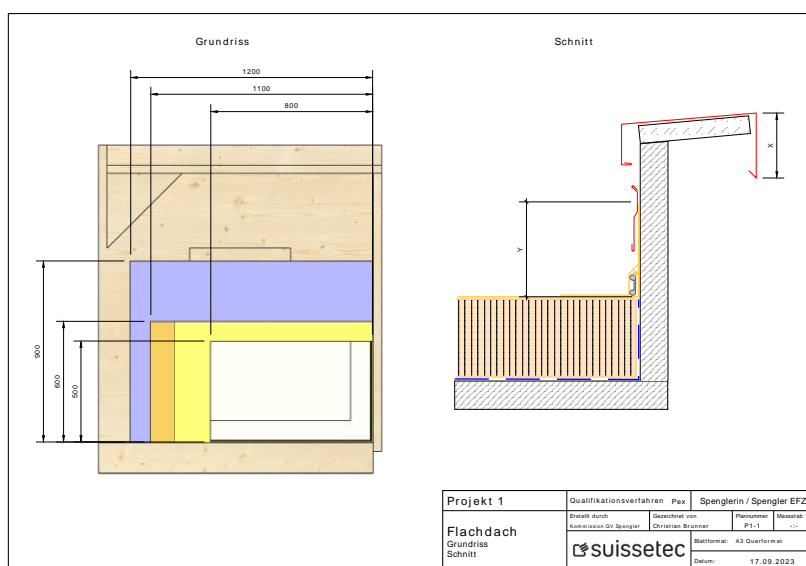 Grundriss
Schnitt
1200
1100
800
900
600
500
X
Y
Projekt 1
Qualifikationsverfahren Pex
Spenglerin / Spengler EFZ
Erstellt durch
Kommission QV Spengler
Gezeichnet von
Christian Brunner
Plannummer
P1-1
Massstab
-:-
Flachdach
Grundriss
Schnitt
suissetec
Blattformat: A3 Querformat
Datum: 17.09.2023